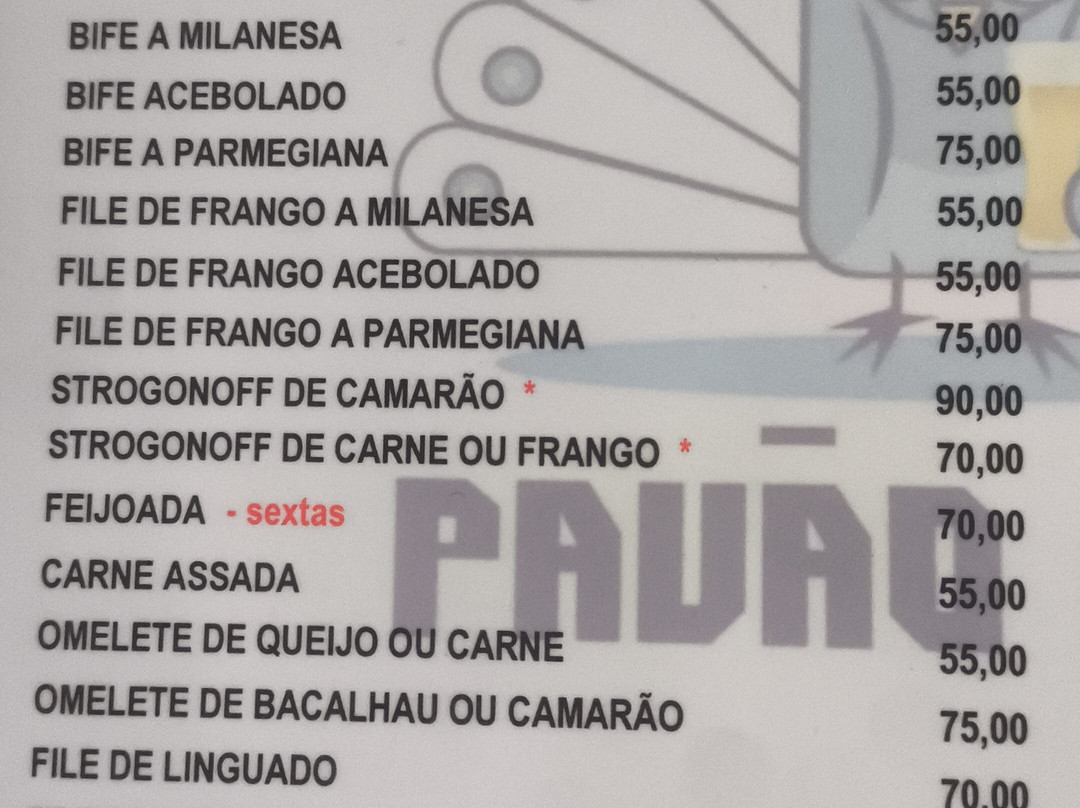 BIFE A MILANESA 55,00
BIFE ACEBOLADO 55,00
BIFE A PARMEGIANA 75,00
FILE DE FRANGO A MILANESA 55,00
FILE DE FRANGO ACEBOLADO 55,00
FILE DE FRANGO A PARMEGIANA 75,00
STROGONOFF DE CAMARÃO * 90,00
STROGONOFF DE CARNE OU FRANGO * 70,00
FEIJOADA - sextas 70,00
PAVÃO
CARNE ASSADA 55,00
OMELETE DE QUEIJO OU CARNE 55,00
OMELETE DE BACALHAU OU CAMARÃO 75,00
FILE DE LINGUADO 70,00